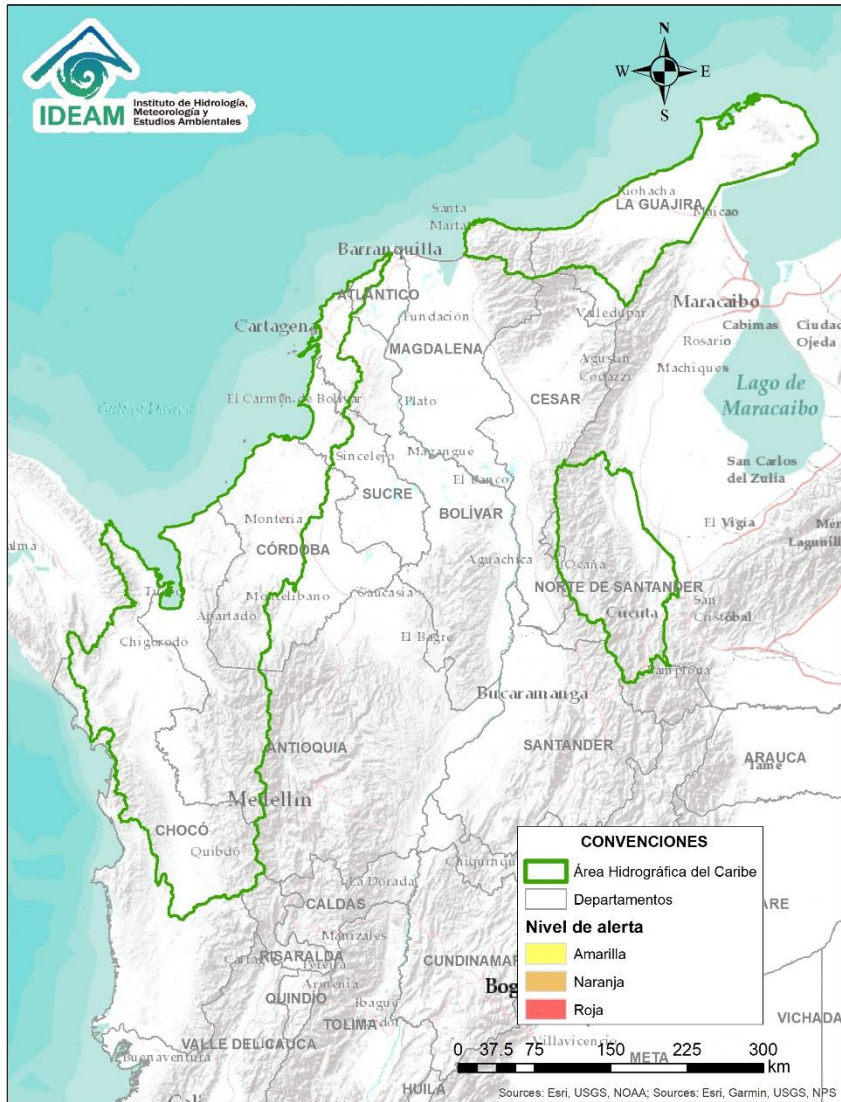 IDEAM
Instituto de Hidrología,
Meteorología y
Estudios Ambientales
N
W
E
S
Riohacha
LA GUAJIRA
Maicao
Santa
Marta
Barranquilla
ATLÁNTICO
Fundación
Valledupar
Maracaibo
Cabimas
Ciudad
Rosario
Ojeda
Cartagena
MAGDALENA
Agustín
Codazzi
Machiques
Lago de
Maracaibo
CESAR
El Carmen de Bolívar
Plato
Sincelejo
Magangué
San Carlos
del Zulia
El Banco
SUCRE
BOLÍVAR
Montería
El Vigía
CÓRDOBA
Aguachica
Ocaña
NORTE DE SANTANDER
Montelíbano
Caucasia
Turbo
Apartadó
Cúcuta
San
Cristóbal
Chigorodó
El Bagre
Pamplona
Bucaramanga
ANTIOQUIA
SANTANDER
ARAUCA
Tame
Medellín
CHOCÓ
Quibdó
La Dorada
CALDAS
Manizales
RISARALDA
Pereira
Armenia
QUINDIO
Ibagué
TOLIMA
VALLE DEL CAUCA
Buenaventura
HUILA
Villavicencio
META
VICHADA
CONVENCIONES
Área Hidrográfica del Caribe
Departamentos
Nivel de alerta
Amarilla
Naranja
Roja
0 37.5 75 150 225 300
km
Sources: Esri, USGS, NOAA; Sources: Esri, Garmin, USGS, NPS